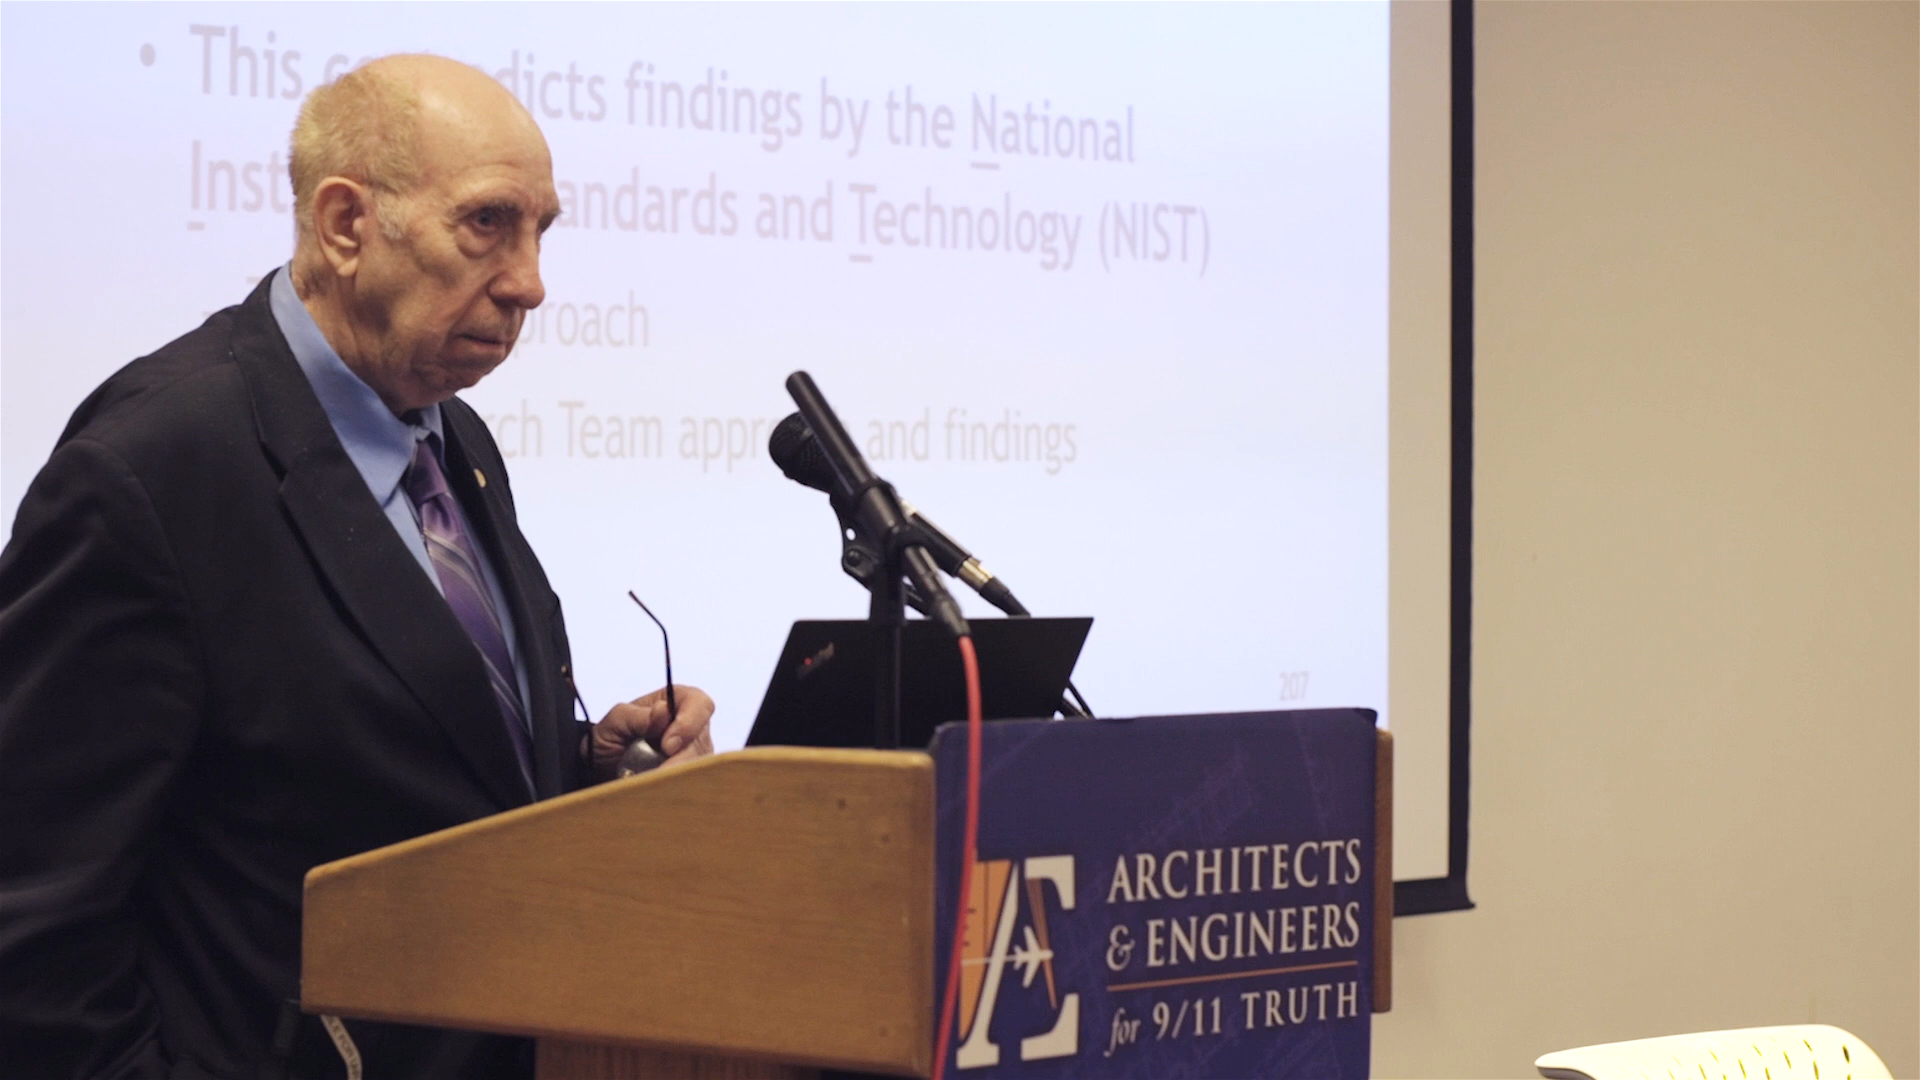 • This co dicts findings by the National
Inst andards and Technology (NIST)
proach
rch Team appro and findings
207
ARCHITECTS
& ENGINEERS
for 9/11 TRUTH